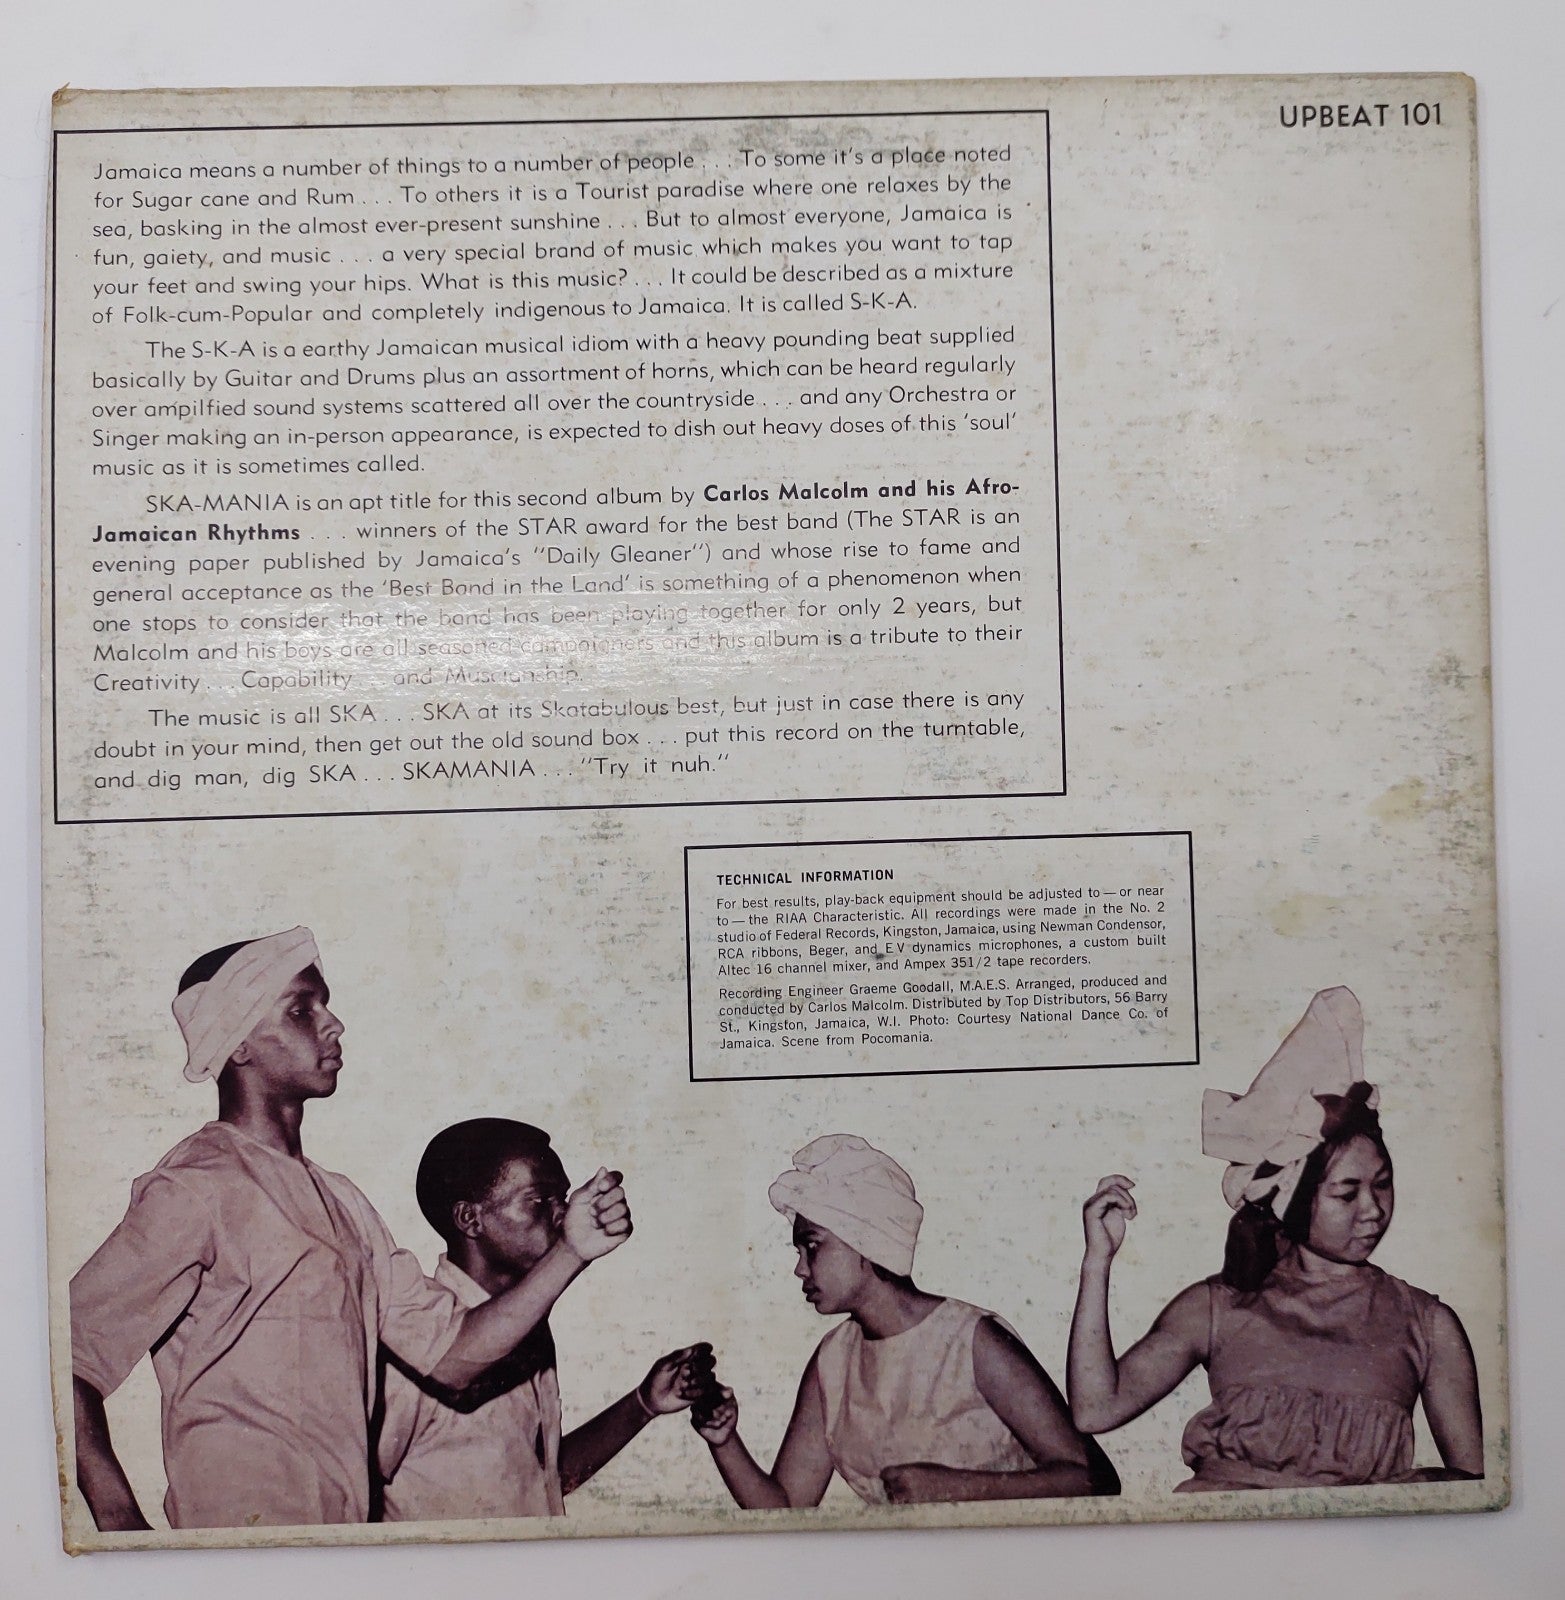 UPBEAT 101
Jamaica means a number of things to a number of people . . . To some it's a place noted
for Sugar cane and Rum . . . To others it is a Tourist paradise where one relaxes by the
sea, basking in the almost ever-present sunshine . . . But to almost everyone, Jamaica is
fun, gaiety, and music . . . a very special brand of music which makes you want to tap
your feet and swing your hips. What is this music? . . . It could be described as a mixture
of Folk-cum-Popular and completely indigenous to Jamaica. It is called S-K-A.
The S-K-A is a earthy Jamaican musical idiom with a heavy pounding beat supplied
basically by Guitar and Drums plus an assortment of horns, which can be heard regularly
over ampilfied sound systems scattered all over the countryside . . . and any Orchestra or
Singer making an in-person appearance, is expected to dish out heavy doses of this 'soul'
music as it is sometimes called.
SKA-MANIA is an apt title for this second album by Carlos Malcolm and his Afro-
Jamaican Rhythms . . . winners of the STAR award for the best band (The STAR is an
evening paper published by Jamaica's "Daily Gleaner") and whose rise to fame and
general acceptance as the 'Best Band in the Land' is something of a phenomenon when
one stops to consider that the band has been playing together for only 2 years, but
Malcolm and his boys are all seasoned campaigners and this album is a tribute to their
Creativity . . . Capability . . . and Musicianship.
The music is all SKA . . . SKA at its Skatabulous best, but just in case there is any
doubt in your mind, then get out the old sound box . . . put this record on the turntable,
and dig man, dig SKA . . . SKAMANIA . . . "Try it nuh."
TECHNICAL INFORMATION
For best results, play-back equipment should be adjusted to — or near
to — the RIAA Characteristic. All recordings were made in the No. 2
studio of Federal Records, Kingston, Jamaica, using Newman Condensor,
RCA ribbons, Beger, and E V dynamics microphones, a custom built
Altec 16 channel mixer, and Ampex 351/2 tape recorders.
Recording Engineer Graeme Goodall, M.A.E.S. Arranged, produced and
conducted by Carlos Malcolm. Distributed by Top Distributors, 56 Barry
St., Kingston, Jamaica, W.I. Photo: Courtesy National Dance Co. of
Jamaica. Scene from Pocomania.